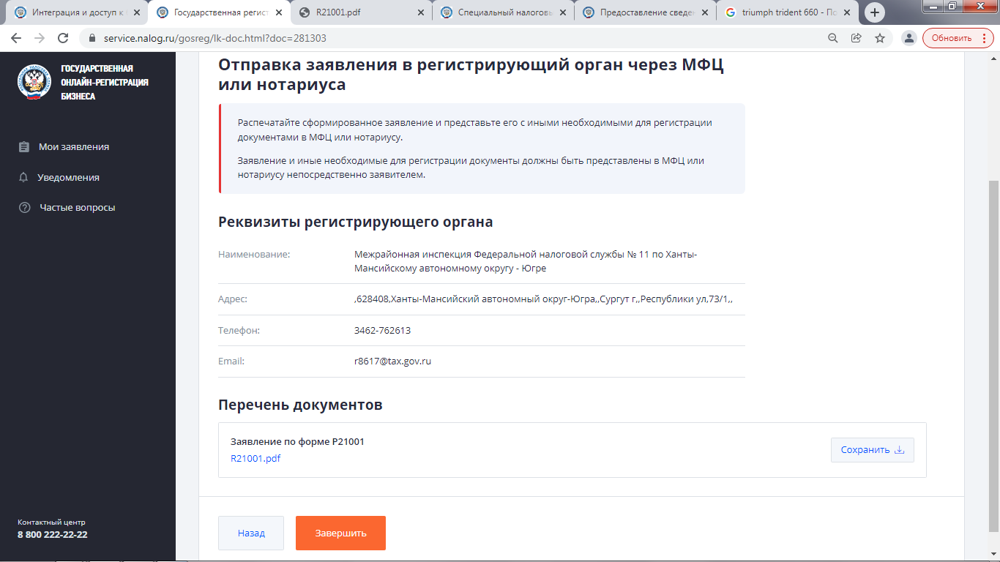 Интеграция и доступ к
Государственная регист
R21001.pdf
Специальный налоговы
Предоставление сведен
triumph trident 660 - По
service.nalog.ru/gosreg/lk-doc.html?doc=281303
Обновить
ГОСУДАРСТВЕННАЯ
ОНЛАЙН-РЕГИСТРАЦИЯ
БИЗНЕСА
Мои заявления
Уведомления
Частые вопросы
Контактный центр
8 800 222-22-22
Отправка заявления в регистрирующий орган через МФЦ
или нотариуса
Распечатайте сформированное заявление и представьте его с иными необходимыми для регистрации
документами в МФЦ или нотариусу.
Заявление и иные необходимые для регистрации документы должны быть представлены в МФЦ или
нотариусу непосредственно заявителем.
Реквизиты регистрирующего органа
Наименование:
Межрайонная инспекция Федеральной налоговой службы № 11 по Ханты-
Мансийскому автономному округу - Югре
Адрес:
,628408,Ханты-Мансийский автономный округ-Югра,,Сургут г,,Республики ул,73/1,,
Телефон:
3462-762613
Email:
r8617@tax.gov.ru
Перечень документов
Заявление по форме Р21001
R21001.pdf
Сохранить
Назад
Завершить